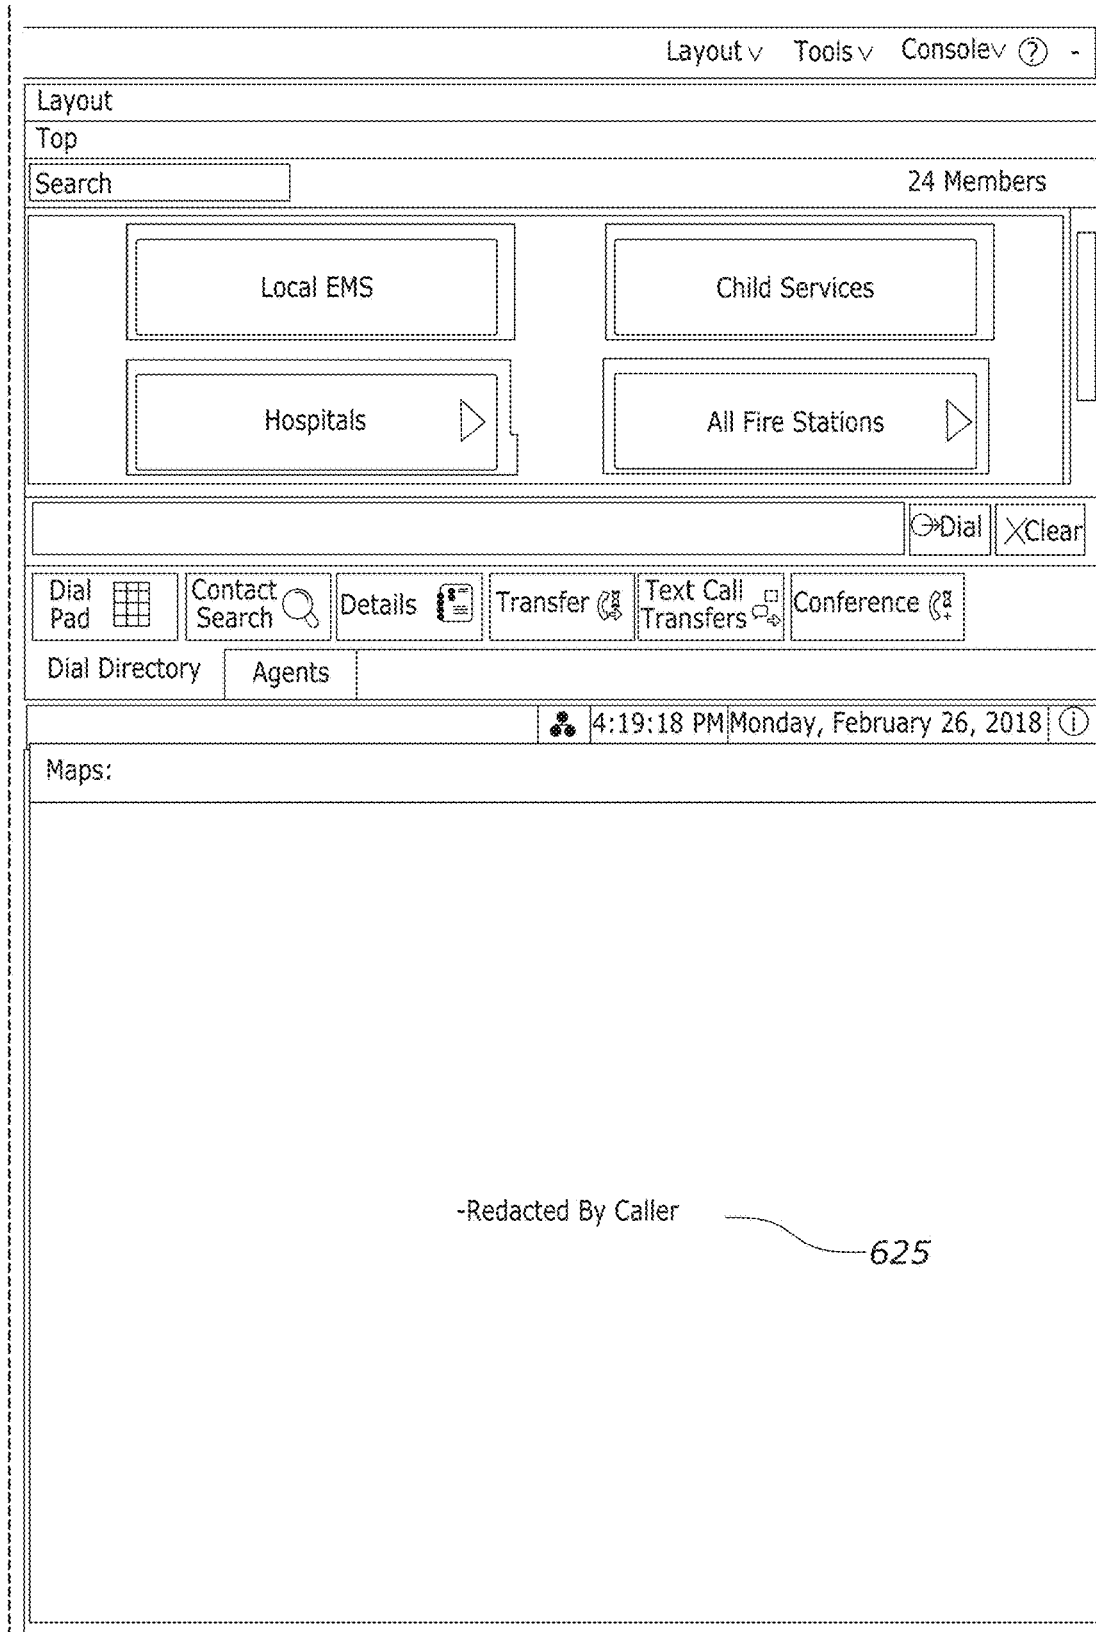 Layout Tools Console ? -
Layout
Top
Search 24 Members
Local EMS Child Services
Hospitals All Fire Stations
Dial XClear
Dial Pad
Contact Search
Details
Transfer
Text Call Transfers
Conference
Dial Directory Agents
4:19:18 PM Monday, February 26, 2018 i
Maps:
-Redacted By Caller
625